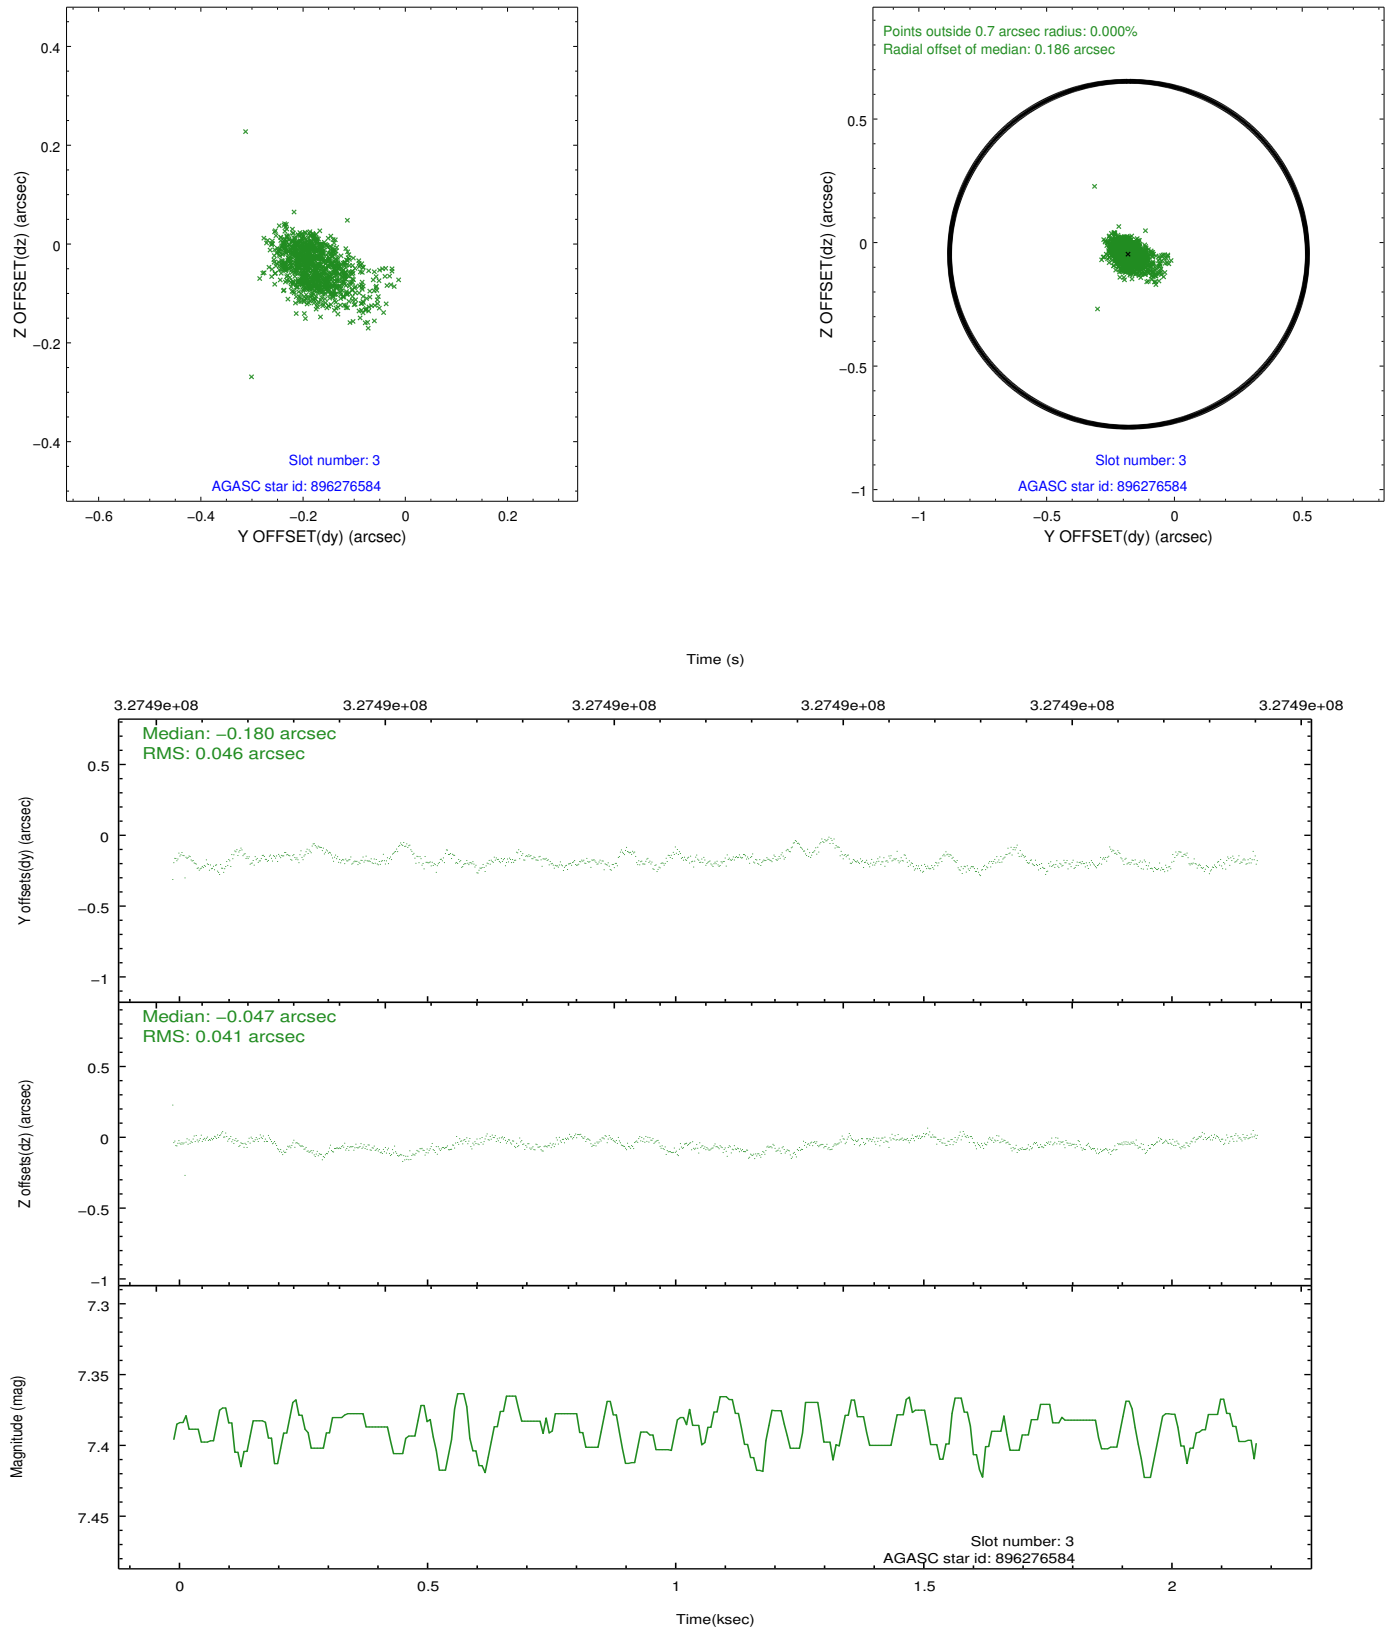 0.4
0.2
0
−0.2
−0.4
Z OFFSET(dz) (arcsec)
Slot number: 3
AGASC star id: 896276584
−0.6
−0.4
−0.2
0
0.2
Y OFFSET(dy) (arcsec)
Points outside 0.7 arcsec radius: 0.000%
Radial offset of median: 0.186 arcsec
0.5
0
−0.5
−1
Z OFFSET(dz) (arcsec)
Slot number: 3
AGASC star id: 896276584
−1
−0.5
0
0.5
Y OFFSET(dy) (arcsec)
Time (s)
3.2749e+08
3.2749e+08
3.2749e+08
3.2749e+08
3.2749e+08
3.2749e+08
Median: −0.180 arcsec
RMS: 0.046 arcsec
0.5
0
−0.5
−1
Y offsets(dy) (arcsec)
Median: −0.047 arcsec
RMS: 0.041 arcsec
0.5
0
−0.5
−1
Z offsets(dz) (arcsec)
7.3
7.35
7.4
7.45
Magnitude (mag)
Slot number: 3
AGASC star id: 896276584
0
0.5
1
1.5
2
Time(ksec)